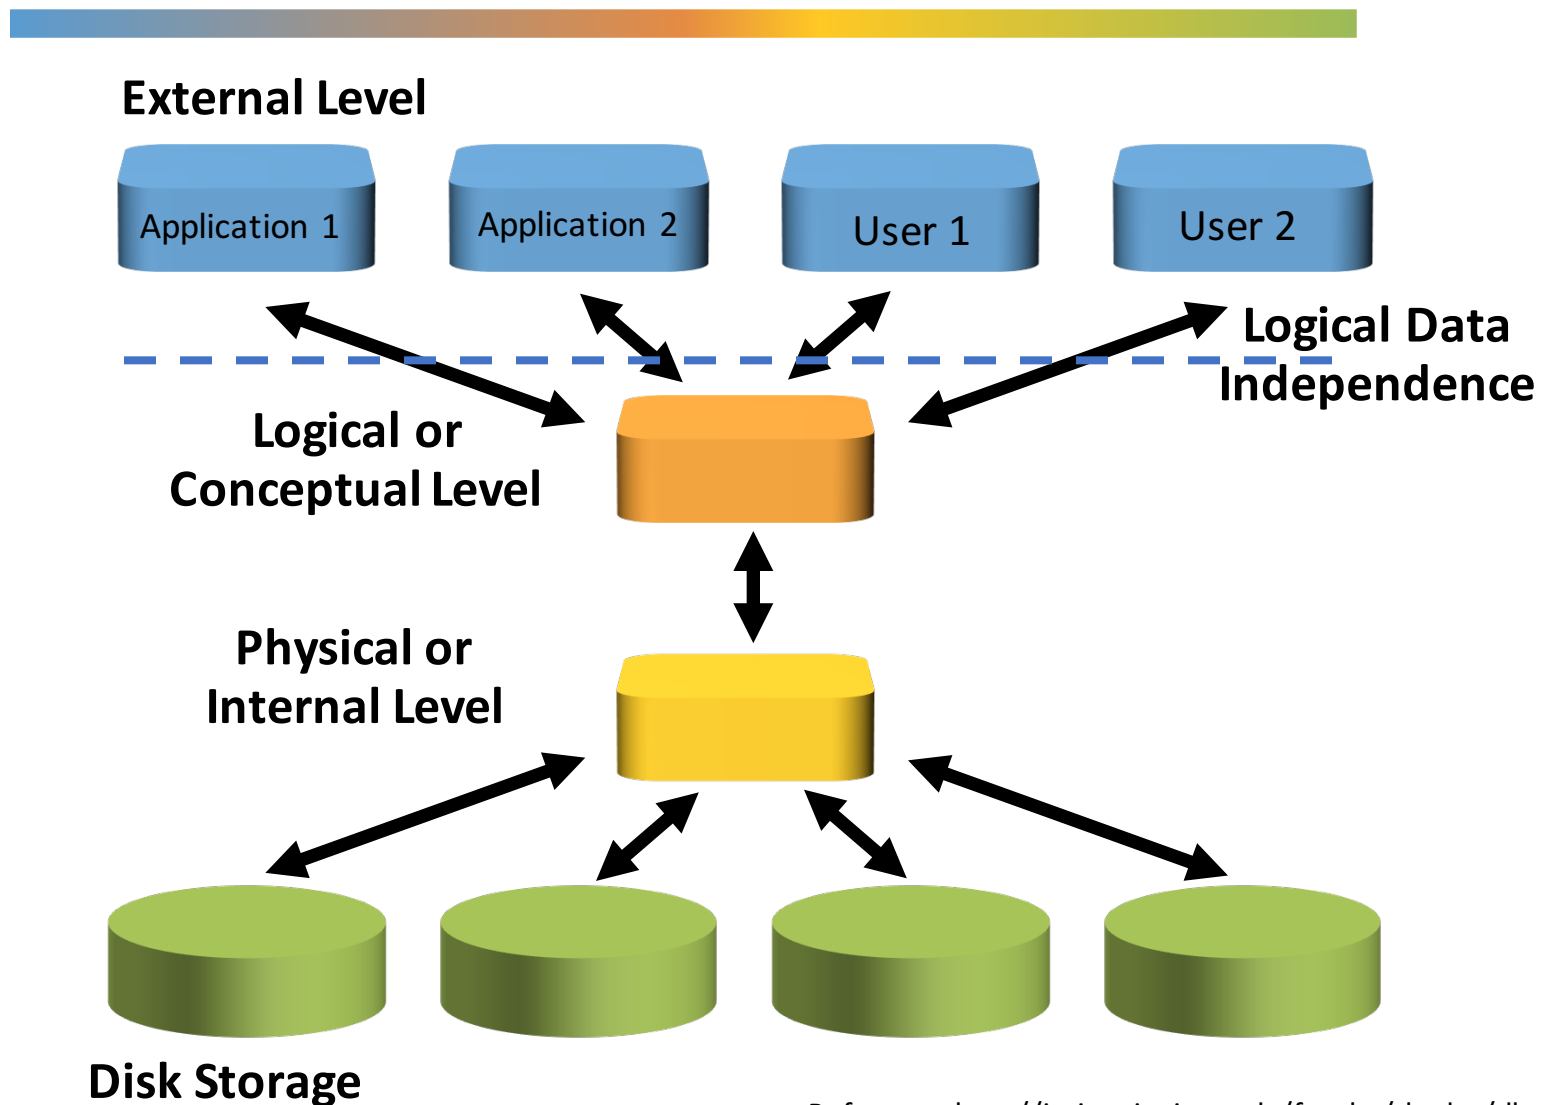 External Level
Application 1
Application 2
User 1
User 2
Logical Data
Independence
Logical or
Conceptual Level
Physical or
Internal Level
Disk Storage